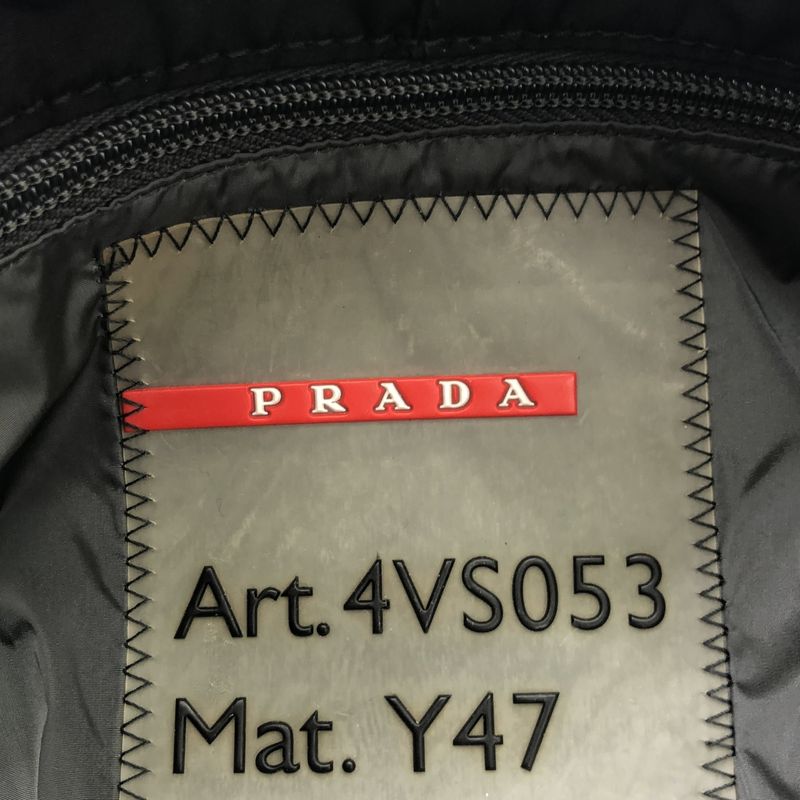 PRADA
Art. 4VS053
Mat. Y47